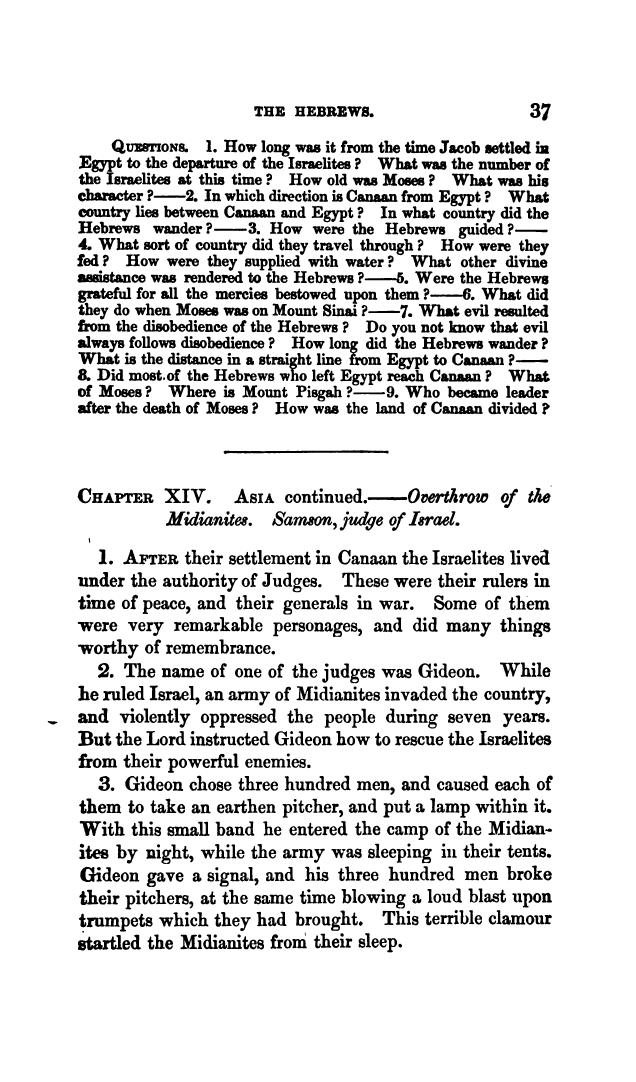 THE HEBREWS. 37
QUESTIONS. 1. How long was it from the time Jacob settled in
Egypt to the departure of the Israelites? What was the number of
the Israelites at this time? How old was Moses? What was his
character?——2. In which direction is Canaan from Egypt? What
country lies between Canaan and Egypt? In what country did the
Hebrews wander?——3. How were the Hebrews guided?——
4. What sort of country did they travel through? How were they
fed? How were they supplied with water? What other divine
assistance was rendered to the Hebrews?——5. Were the Hebrews
grateful for all the mercies bestowed upon them?——6. What did
they do when Moses was on Mount Sinai?——7. What evil resulted
from the disobedience of the Hebrews? Do you not know that evil
always follows disobedience? How long did the Hebrews wander?
What is the distance in a straight line from Egypt to Canaan?——
8. Did most of the Hebrews who left Egypt reach Canaan? What
of Moses? Where is Mount Pisgah?——9. Who became leader
after the death of Moses? How was the land of Canaan divided?
CHAPTER XIV. ASIA continued.——Overthrow of the
Midianites. Samson, judge of Israel.
1. AFTER their settlement in Canaan the Israelites lived
under the authority of Judges. These were their rulers in
time of peace, and their generals in war. Some of them
were very remarkable personages, and did many things
worthy of remembrance.
2. The name of one of the judges was Gideon. While
he ruled Israel, an army of Midianites invaded the country,
and violently oppressed the people during seven years.
But the Lord instructed Gideon how to rescue the Israelites
from their powerful enemies.
3. Gideon chose three hundred men, and caused each of
them to take an earthen pitcher, and put a lamp within it.
With this small band he entered the camp of the Midian-
ites by night, while the army was sleeping in their tents.
Gideon gave a signal, and his three hundred men broke
their pitchers, at the same time blowing a loud blast upon
trumpets which they had brought. This terrible clamour
startled the Midianites from their sleep.